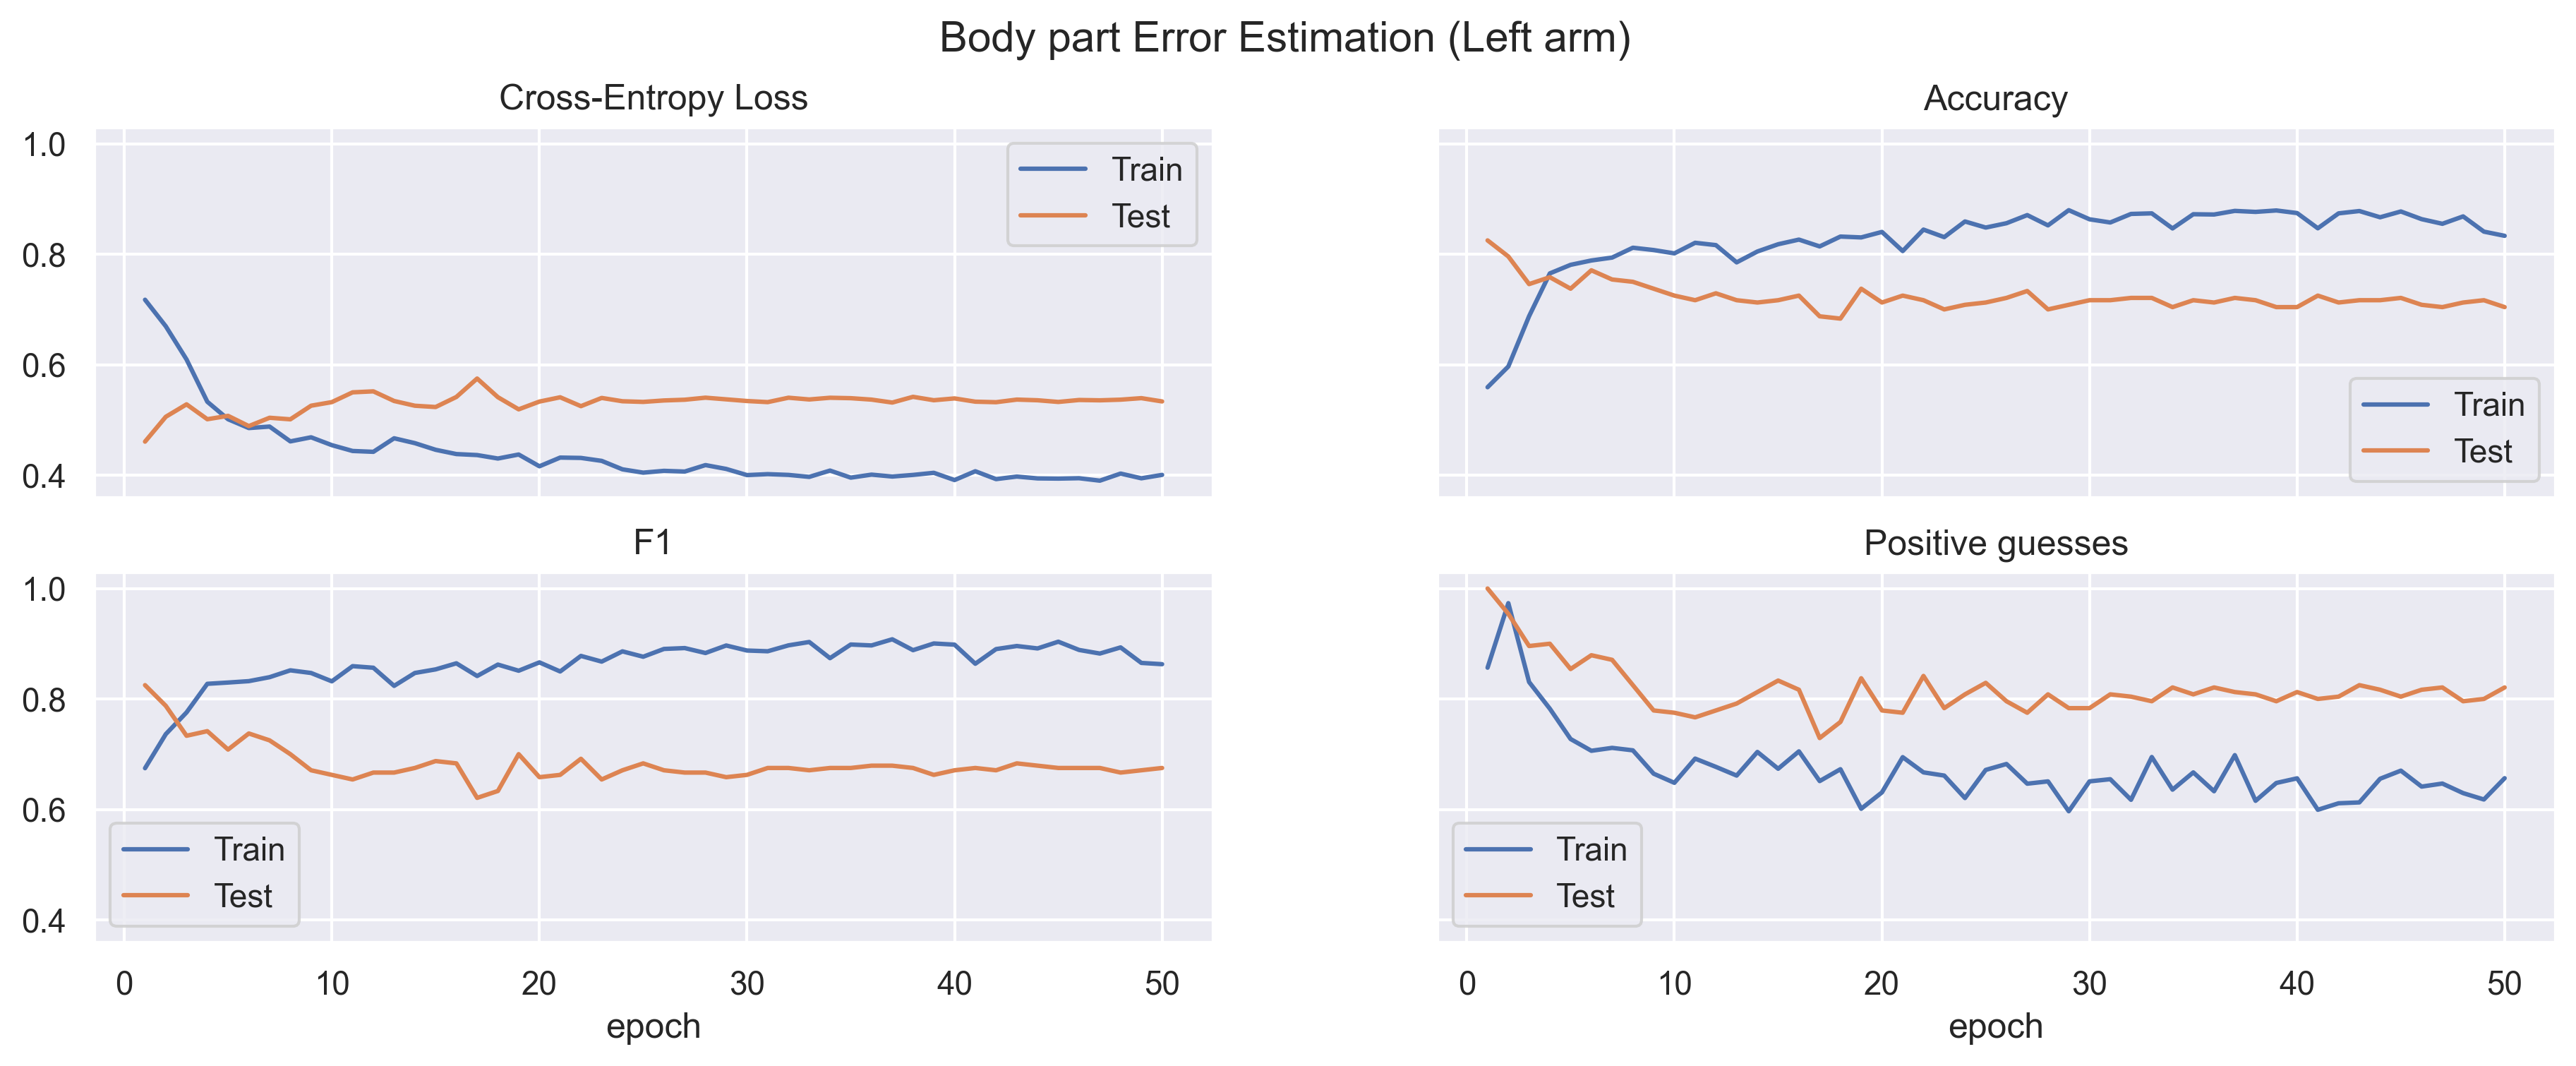 Body part Error Estimation (Left arm)
Cross-Entropy Loss
1.0
0.8
0.6
0.4
Train
Test
Accuracy
Train
Test
F1
1.0
0.8
0.6
0.4
Train
Test
0 10 20 30 40 50
epoch
Positive guesses
Train
Test
0 10 20 30 40 50
epoch